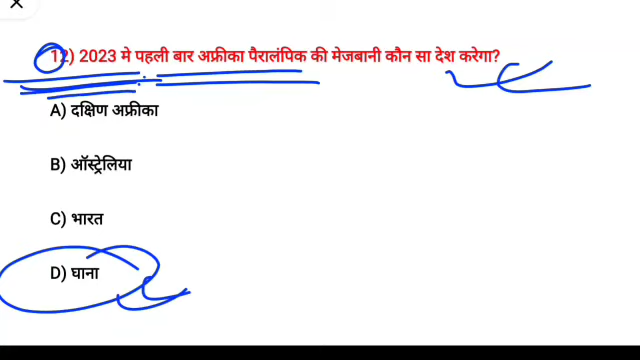 12) 2023 मे पहली बार अफ्रीका पैरालंपिक की मेजबानी कौन सा देश करेगा?
A) दक्षिण अफ्रीका
B) ऑस्ट्रेलिया
C) भारत
D) घाना